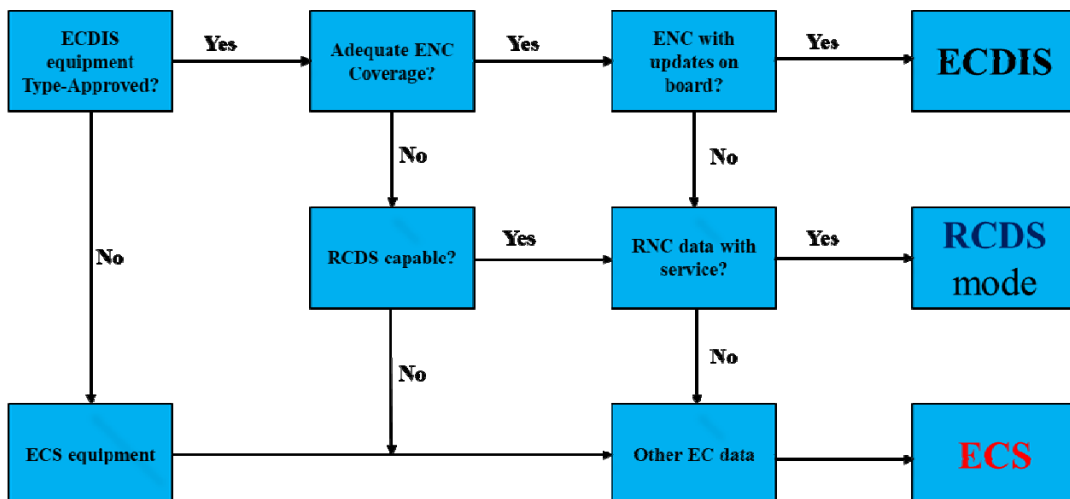 ECDIS
equipment
Type-Approved?
Yes
Adequate ENC
Coverage?
Yes
ENC with
updates on
board?
Yes
ECDIS
No
No
No
RCDS capable?
Yes
RNC data with
service?
Yes
RCDS
mode
No
No
ECS equipment
Other EC data
ECS